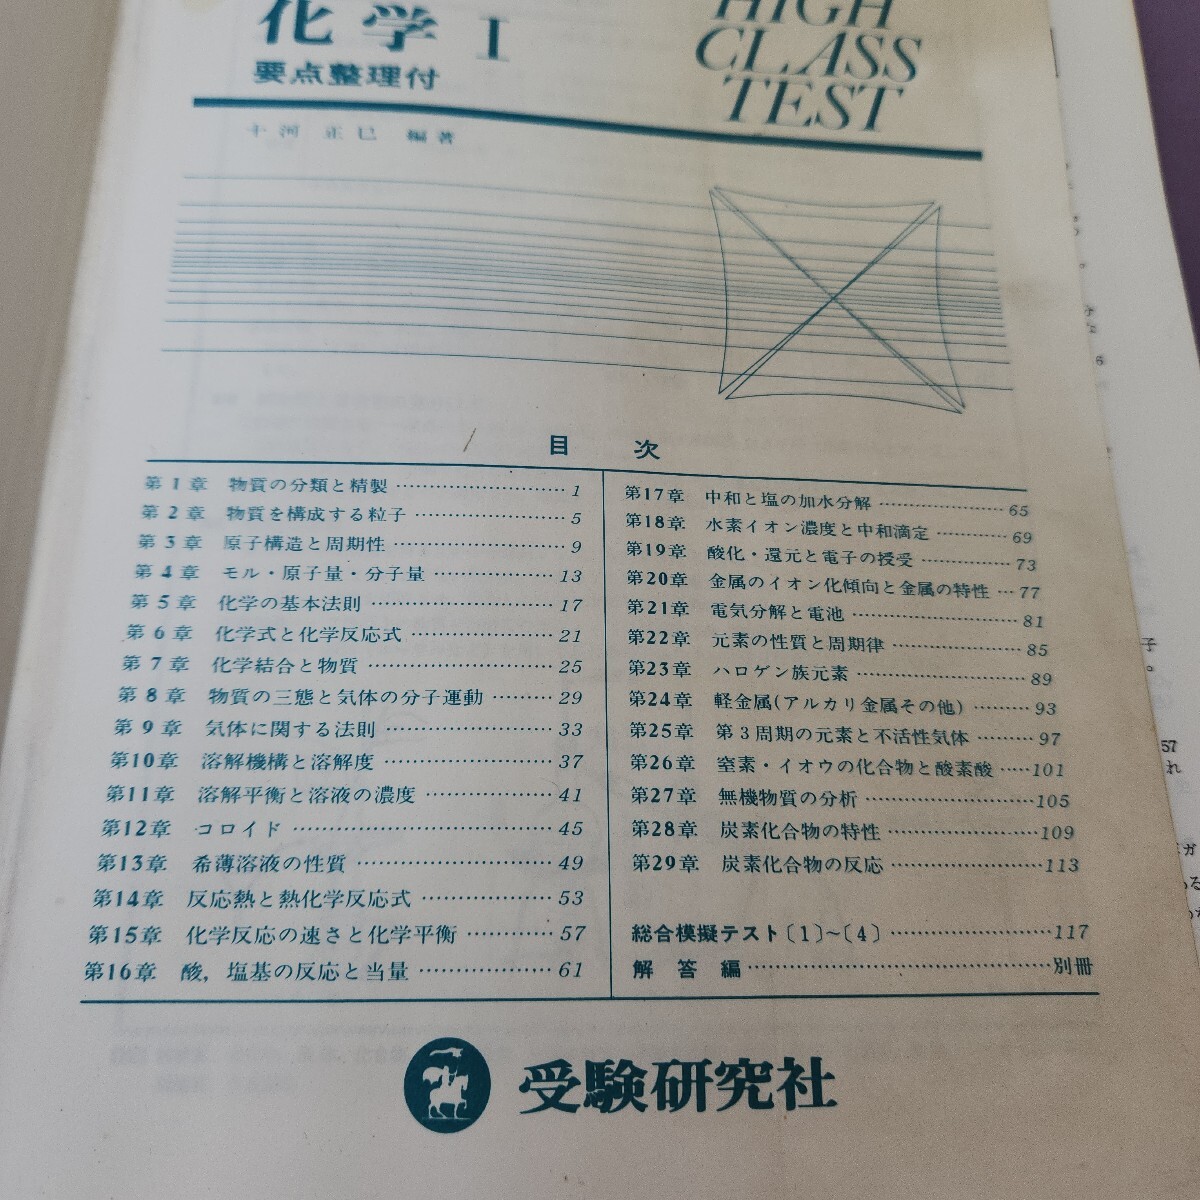 化学 I
要点整理付
HIGH
CLASS
TEST
十河 正巳 編著
目 次
第1章 物質の分類と精製 …………………… 1
第2章 物質を構成する粒子 …………………… 5
第3章 原子構造と周期性 …………………… 9
第4章 モル・原子量・分子量 …………………… 13
第5章 化学の基本法則 …………………… 17
第6章 化学式と化学反応式 …………………… 21
第7章 化学結合と物質 …………………… 25
第8章 物質の三態と気体の分子運動 ……… 29
第9章 気体に関する法則 …………………… 33
第10章 溶解機構と溶解度 …………………… 37
第11章 溶解平衡と溶液の濃度 …………………… 41
第12章 コロイド …………………… 45
第13章 希薄溶液の性質 …………………… 49
第14章 反応熱と熱化学反応式 …………………… 53
第15章 化学反応の速さと化学平衡 ………… 57
第16章 酸，塩基の反応と当量 …………………… 61
第17章 中和と塩の加水分解 …………………… 65
第18章 水素イオン濃度と中和滴定 ………… 69
第19章 酸化・還元と電子の授受 …………… 73
第20章 金属のイオン化傾向と金属の特性 … 77
第21章 電気分解と電池 …………………… 81
第22章 元素の性質と周期律 …………………… 85
第23章 ハロゲン族元素 …………………… 89
第24章 軽金属(アルカリ金属その他) ……… 93
第25章 第3周期の元素と不活性気体 ……… 97
第26章 窒素・イオウの化合物と酸素酸 ……101
第27章 無機物質の分析 ……………………105
第28章 炭素化合物の特性 ……………………109
第29章 炭素化合物の反応 ……………………113
総合模擬テスト〔1〕～〔4〕 ……………………117
解 答 編 ……………………別冊
受験研究社